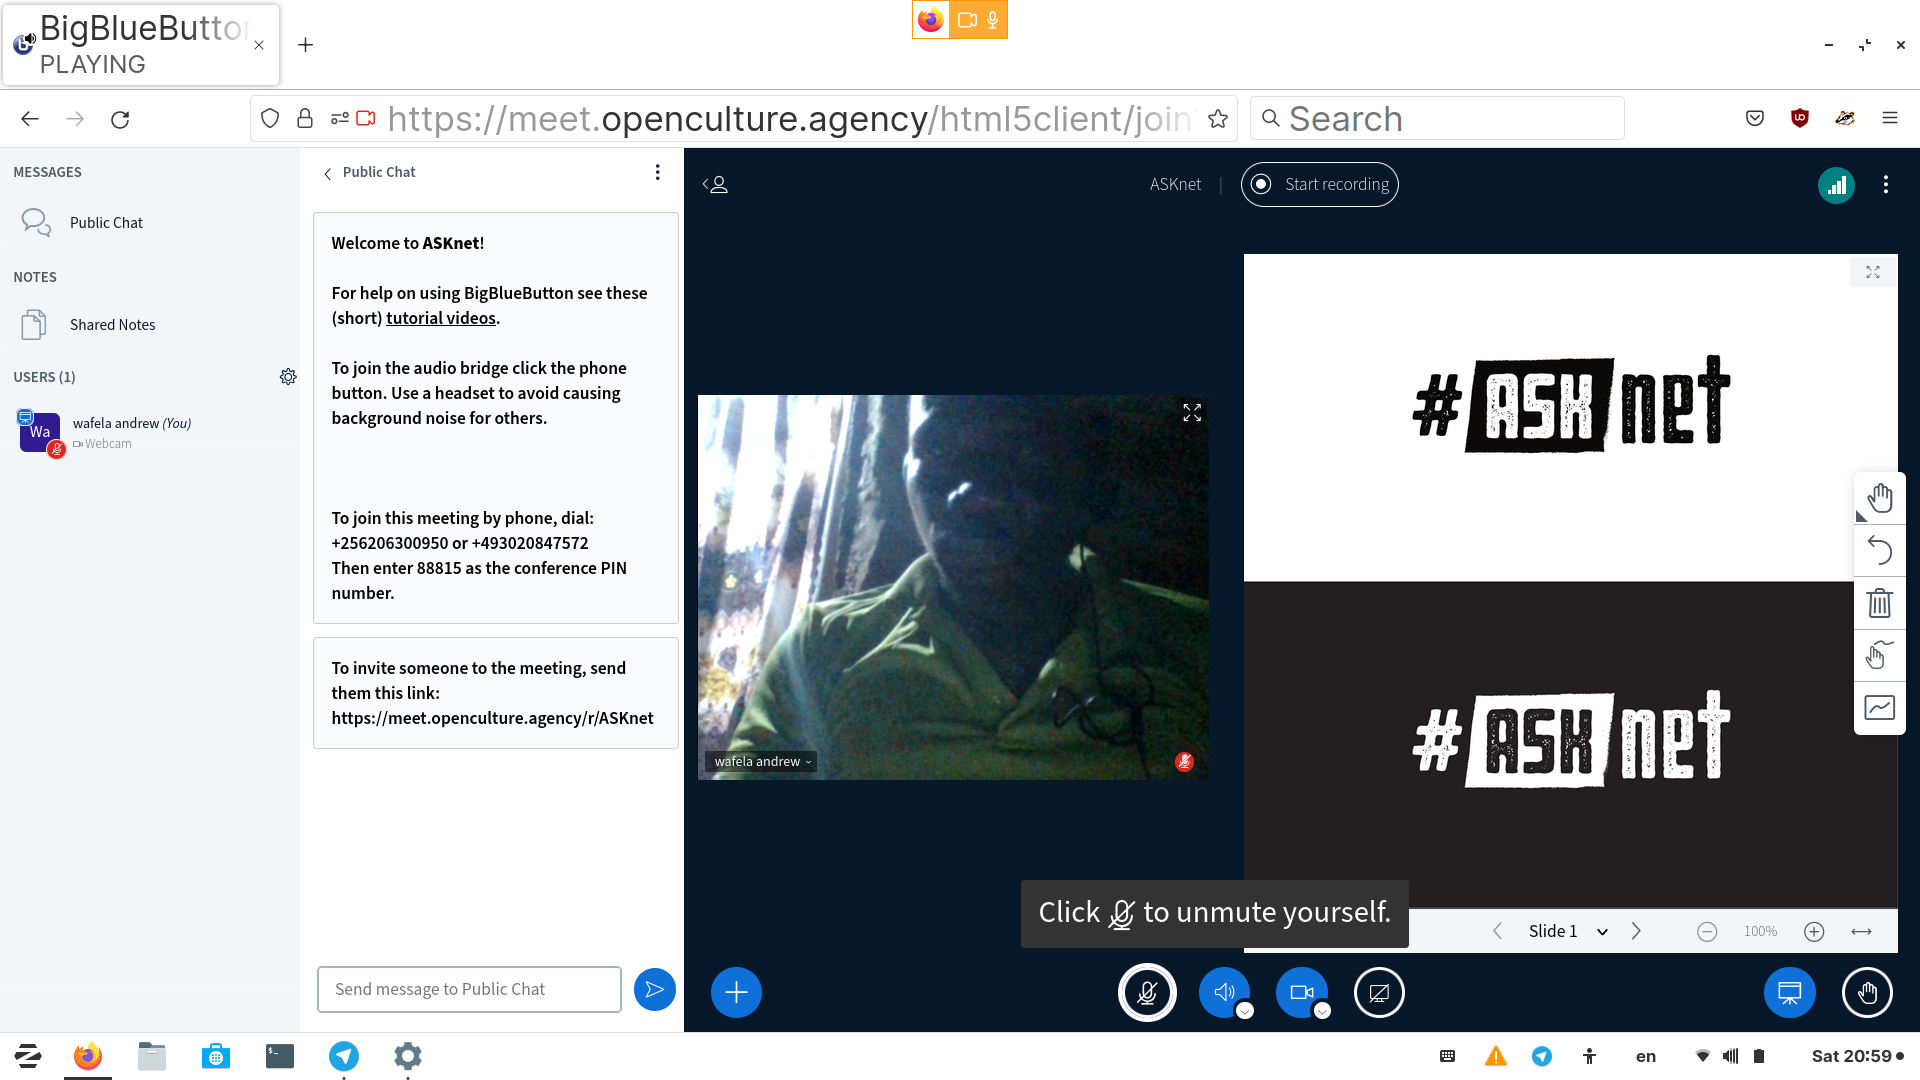 BigBlueButto
PLAYING
https://meet.openculture.agency/html5client/join
Search
MESSAGES
Public Chat
NOTES
Shared Notes
USERS (1)
Wa
wafela andrew (You)
Webcam
Public Chat
Welcome to ASKnet!
For help on using BigBlueButton see these
(short) tutorial videos.
To join the audio bridge click the phone
button. Use a headset to avoid causing
background noise for others.
To join this meeting by phone, dial:
+256206300950 or +493020847572
Then enter 88815 as the conference PIN
number.
To invite someone to the meeting, send
them this link:
https://meet.openculture.agency/r/ASKnet
Send message to Public Chat
ASKnet
Start recording
wafela andrew
#ASKnet
#ASKnet
Click to unmute yourself.
Slide 1
100%
en
Sat 20:59